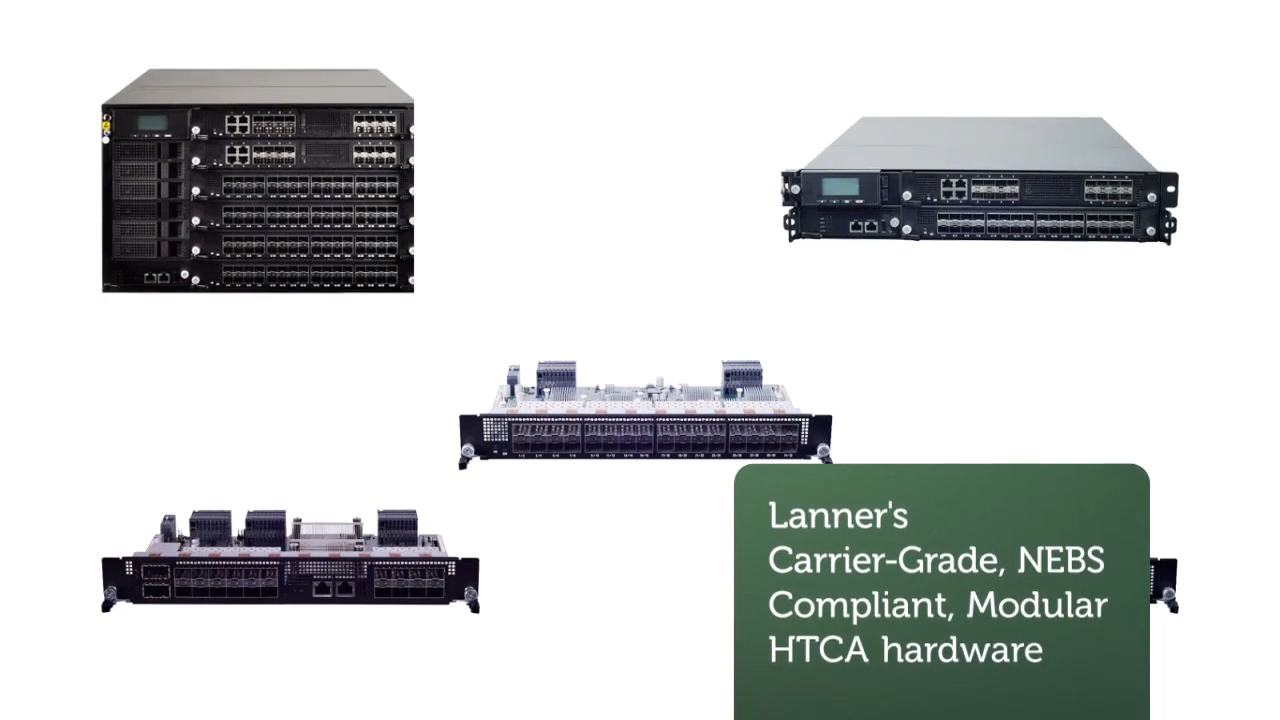 Lanner's
Carrier-Grade, NEBS
Compliant, Modular
HTCA hardware